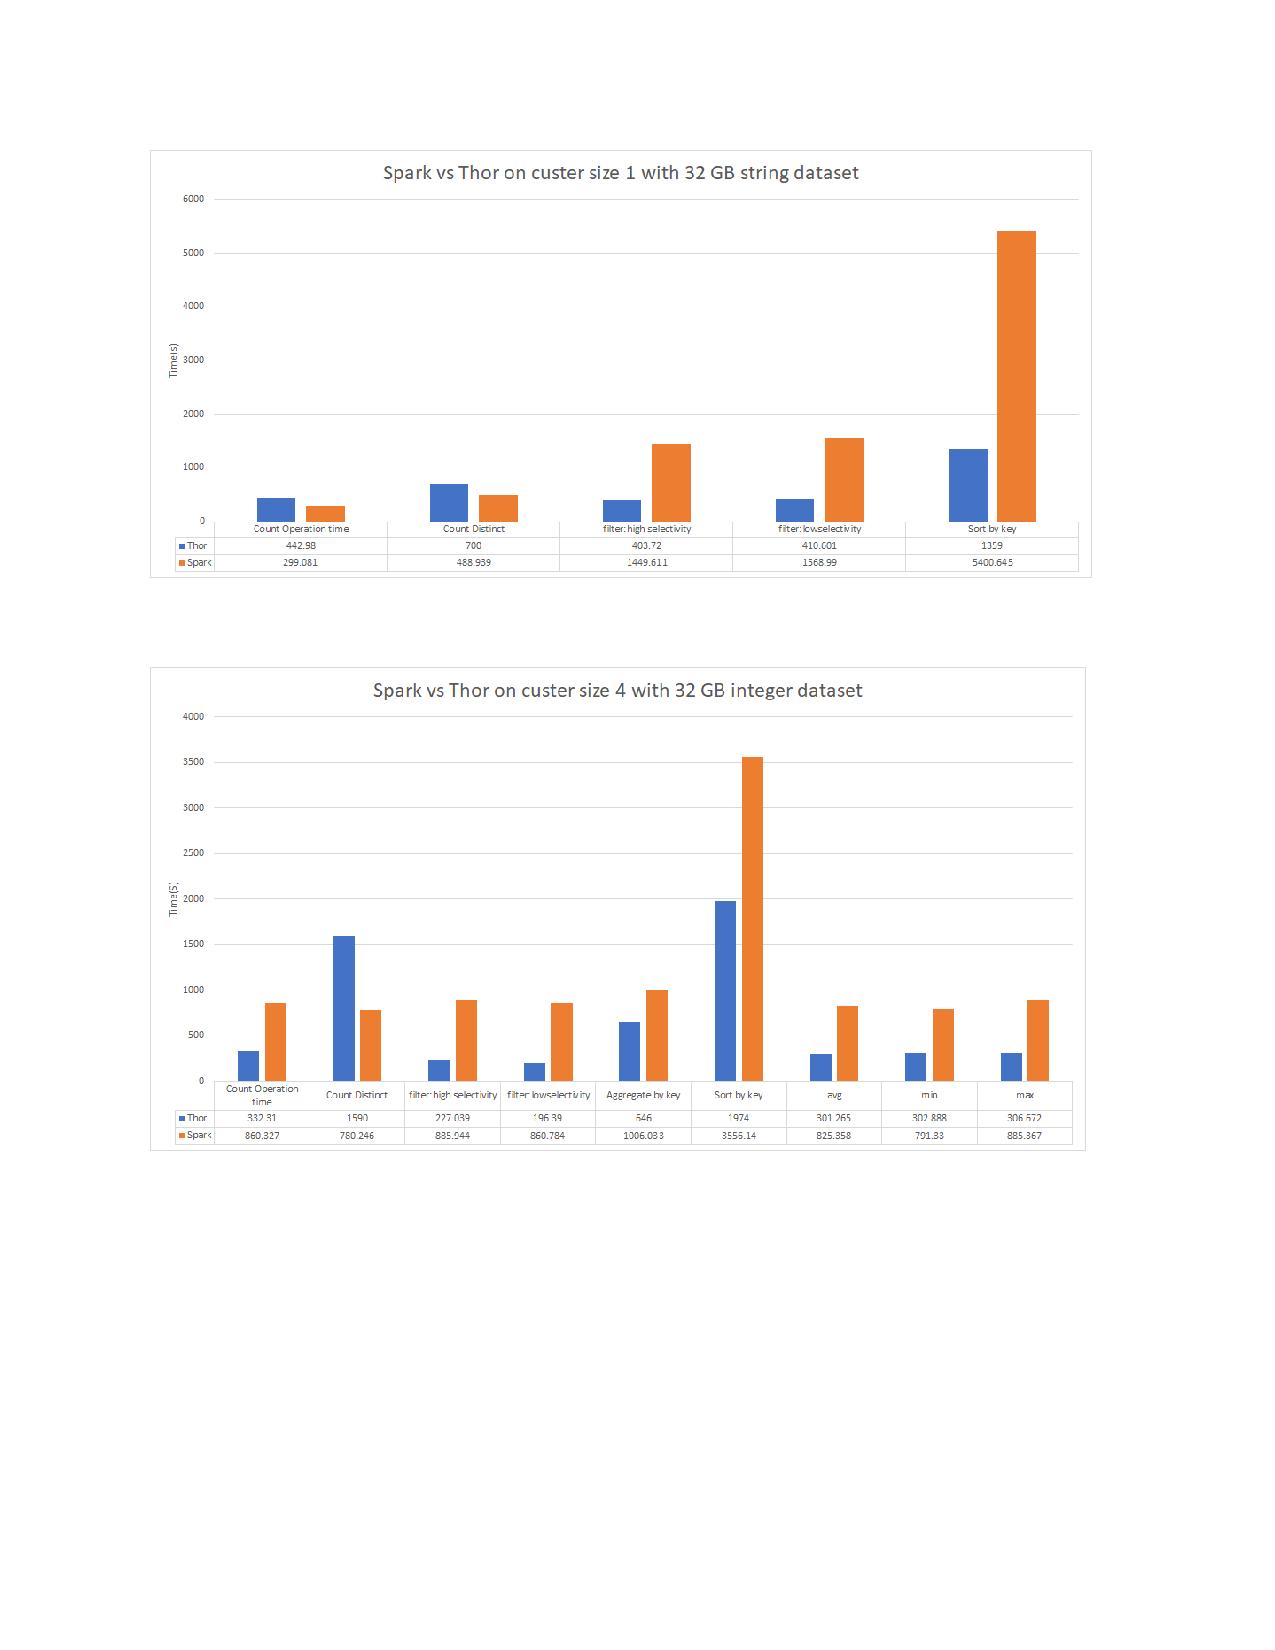 Spark vs Thor on custer size 1 with 32 GB string dataset
6000
5000
4000
3000
2000
1000
0
Time(s)
Count Operation time Count Distinct filter:high selectivity filter:lowselectivity Sort by key
Thor 442.98 700 403.72 410.601 1359
Spark 299.081 488.939 1449.611 1568.99 5400.645
Spark vs Thor on custer size 4 with 32 GB integer dataset
4000
3500
3000
2500
2000
1500
1000
500
0
Time(S)
Count Operation time Count Distinct filter:high selectivity filter:lowselectivity Aggregate by key Sort by key avg min max
Thor 332.31 1590 227.039 196.39 646 1974 301.265 302.888 306.672
Spark 860.327 780.246 885.944 860.784 1006.033 3556.14 825.858 791.83 885.367